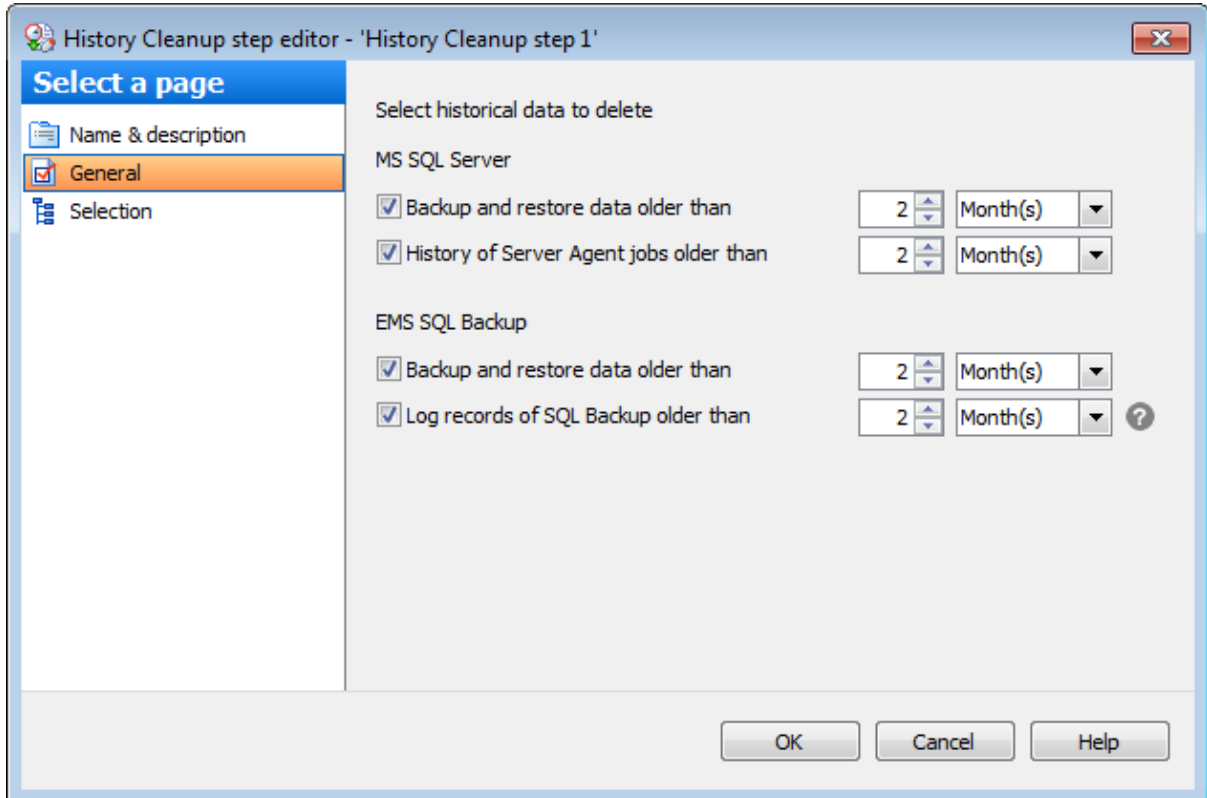 History Cleanup step editor - 'History Cleanup step 1'
Select a page
Name & description
General
Selection
Select historical data to delete
MS SQL Server
Backup and restore data older than 2 Month(s)
History of Server Agent jobs older than 2 Month(s)
EMS SQL Backup
Backup and restore data older than 2 Month(s)
Log records of SQL Backup older than 2 Month(s) ?
OK Cancel Help